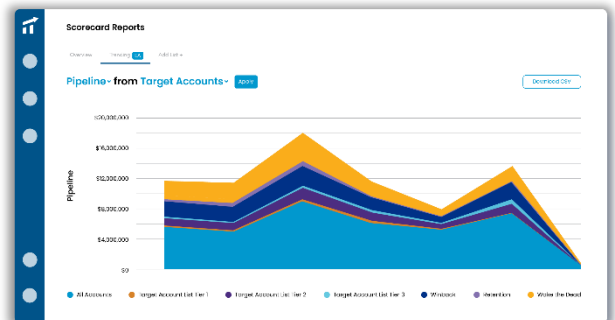 Scorecard Reports
Overview Trending
Pipeline from Target Accounts Apply
Download CSV
$20,000,000
$16,000,000
$12,000,000
$8,000,000
$4,000,000
$0
Pipeline
All Accounts Target Account List Tier 1 Target Account List Tier 2 Target Account List Tier 3 Winback Retention Wake the Dead